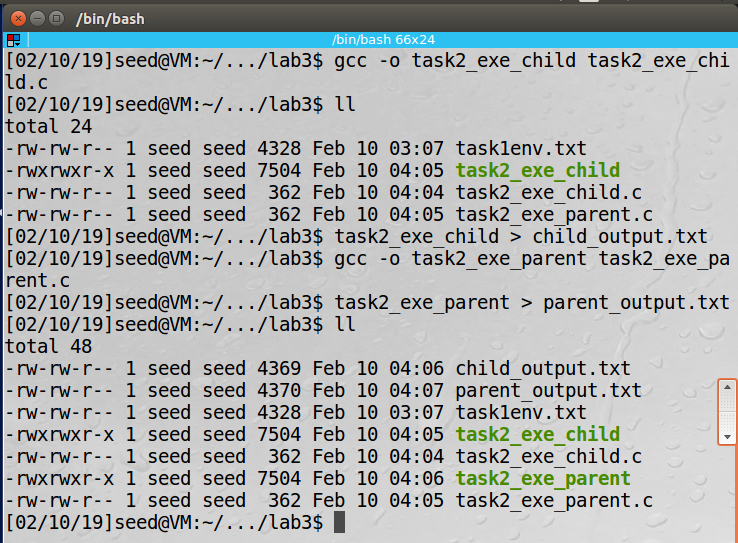 /bin/bash
/bin/bash 66x24
[02/10/19]seed@VM:~/.../lab3$ gcc -o task2_exe_child task2_exe_chi
ld.c
[02/10/19]seed@VM:~/.../lab3$ ll
total 24
-rw-rw-r-- 1 seed seed 4328 Feb 10 03:07 task1env.txt
-rwxrwxr-x 1 seed seed 7504 Feb 10 04:05 task2_exe_child
-rw-rw-r-- 1 seed seed  362 Feb 10 04:04 task2_exe_child.c
-rw-rw-r-- 1 seed seed  362 Feb 10 04:05 task2_exe_parent.c
[02/10/19]seed@VM:~/.../lab3$ task2_exe_child > child_output.txt
[02/10/19]seed@VM:~/.../lab3$ gcc -o task2_exe_parent task2_exe_pa
rent.c
[02/10/19]seed@VM:~/.../lab3$ task2_exe_parent > parent_output.txt
[02/10/19]seed@VM:~/.../lab3$ ll
total 48
-rw-rw-r-- 1 seed seed 4369 Feb 10 04:06 child_output.txt
-rw-rw-r-- 1 seed seed 4370 Feb 10 04:07 parent_output.txt
-rw-rw-r-- 1 seed seed 4328 Feb 10 03:07 task1env.txt
-rwxrwxr-x 1 seed seed 7504 Feb 10 04:05 task2_exe_child
-rw-rw-r-- 1 seed seed  362 Feb 10 04:04 task2_exe_child.c
-rwxrwxr-x 1 seed seed 7504 Feb 10 04:06 task2_exe_parent
-rw-rw-r-- 1 seed seed  362 Feb 10 04:05 task2_exe_parent.c
[02/10/19]seed@VM:~/.../lab3$